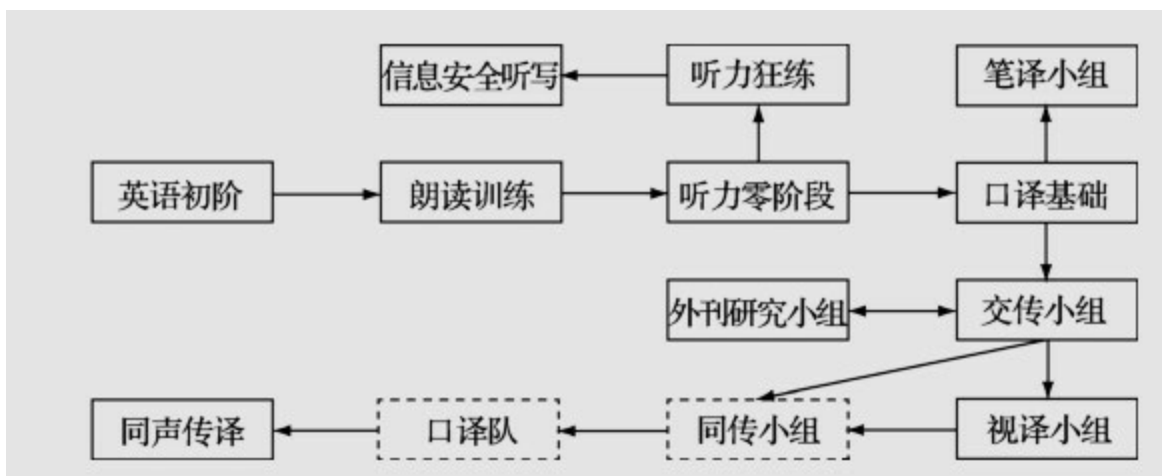 信息安全听写
听力狂练
笔译小组
英语初阶
朗读训练
听力零阶段
口译基础
外刊研究小组
交传小组
同声传译
口译队
同传小组
视译小组